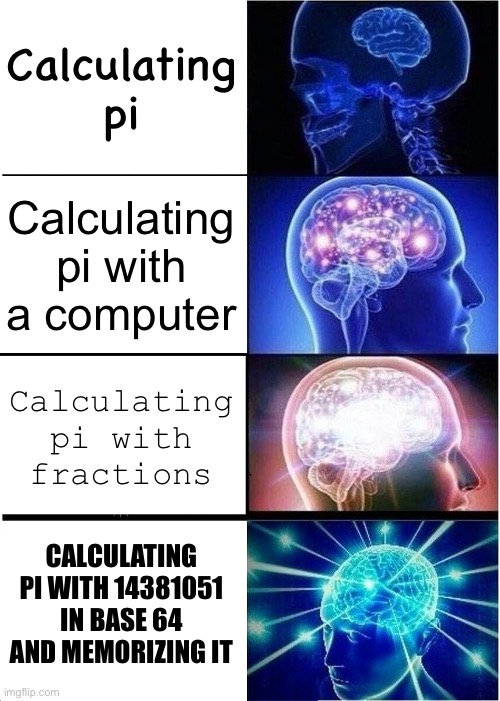 Calculating
pi
Calculating
pi with
a computer
Calculating
pi with
fractions
CALCULATING
PI WITH 14381051
IN BASE 64
AND MEMORIZING IT
imgflip.com